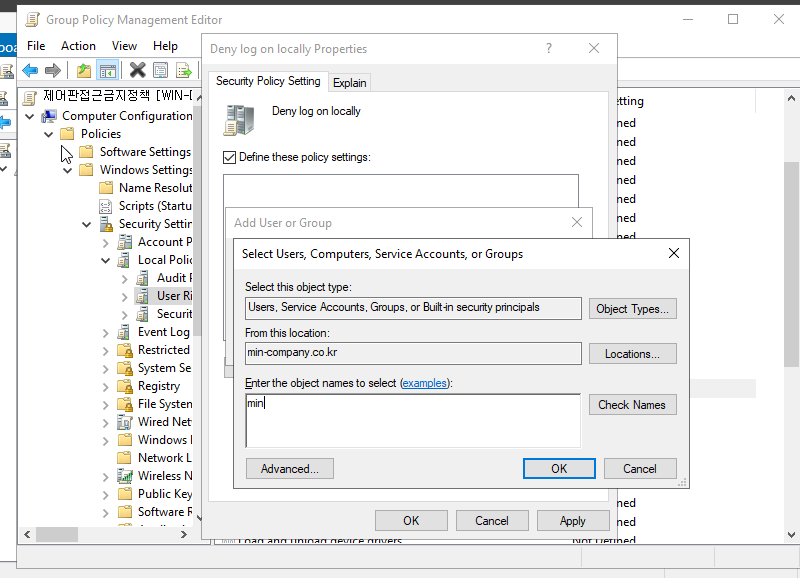 Group Policy Management Editor
File Action View Help
제어판접근금지정책 [WIN-
Computer Configuration
Policies
Software Settings
Windows Settings
Name Resolut
Scripts (Startu
Security Settin
Account P
Local Polic
Audit P
User Ri
Securit
Event Log
Restricted
System Se
Registry
File System
Wired Net
Windows
Network L
Wireless N
Public Key
Software R
Deny log on locally Properties
Security Policy Setting Explain
Deny log on locally
Define these policy settings:
Add User or Group
Select Users, Computers, Service Accounts, or Groups
Select this object type:
Users, Service Accounts, Groups, or Built-in security principals
Object Types...
From this location:
min-company.co.kr
Locations...
Enter the object names to select (examples):
min
Check Names
Advanced... OK Cancel
OK Cancel Apply
etting
ned
ned
ned
ned
ned
ned
ned
ned
ned
Load and unload device drivers Not Defined